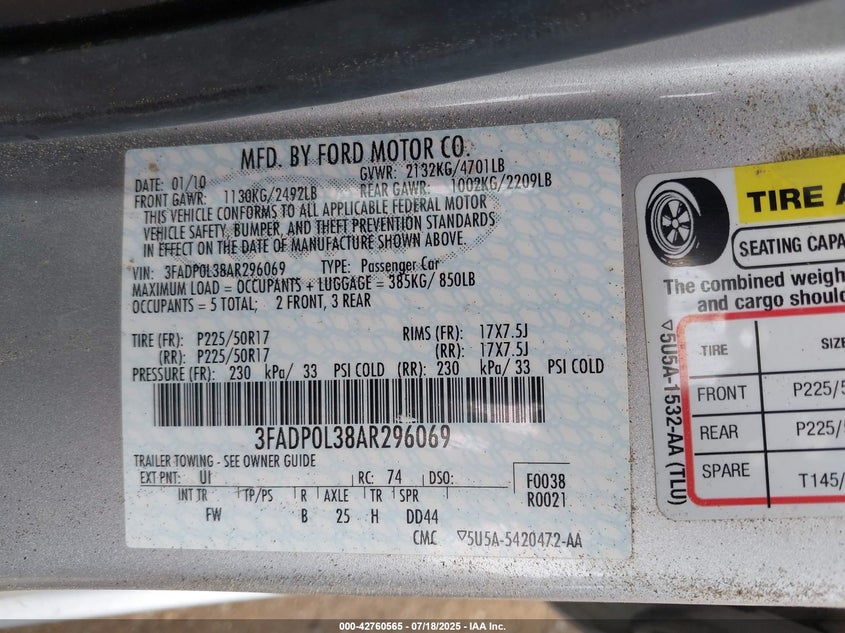 MFD. BY FORD MOTOR CO.
DATE: 01/10 GVWR: 2132KG/4701LB
FRONT GAWR: 1130KG/2492LB REAR GAWR: 1002KG/2209LB
THIS VEHICLE CONFORMS TO ALL APPLICABLE FEDERAL MOTOR
VEHICLE SAFETY, BUMPER, AND THEFT PREVENTION STANDARDS
IN EFFECT ON THE DATE OF MANUFACTURE SHOWN ABOVE.
VIN: 3FADP0L38AR296069 TYPE: Passenger Car
MAXIMUM LOAD = OCCUPANTS + LUGGAGE = 385KG/ 850LB
OCCUPANTS = 5 TOTAL; 2 FRONT, 3 REAR
TIRE (FR): P225/50R17 RIMS (FR): 17X7.5J
(RR): P225/50R17 (RR): 17X7.5J
PRESSURE (FR): 230 kPa/ 33 PSI COLD (RR): 230 kPa/ 33 PSI COLD
3FADP0L38AR296069
TRAILER TOWING - SEE OWNER GUIDE
EXT PNT: UI RC: 74 DSO: F0038
R0021
INT TR TP/PS R AXLE TR SPR
FW B 25 H DD44
CMC ▽5U5A-5420472-AA
TIRE
SEATING
The combined
and cargo
TIRE
FRONT P225/
REAR P225/
SPARE T145/
▽5U5A-1532-AA (TLU)
000-42760565 - 07/18/2025 - IAA Inc.